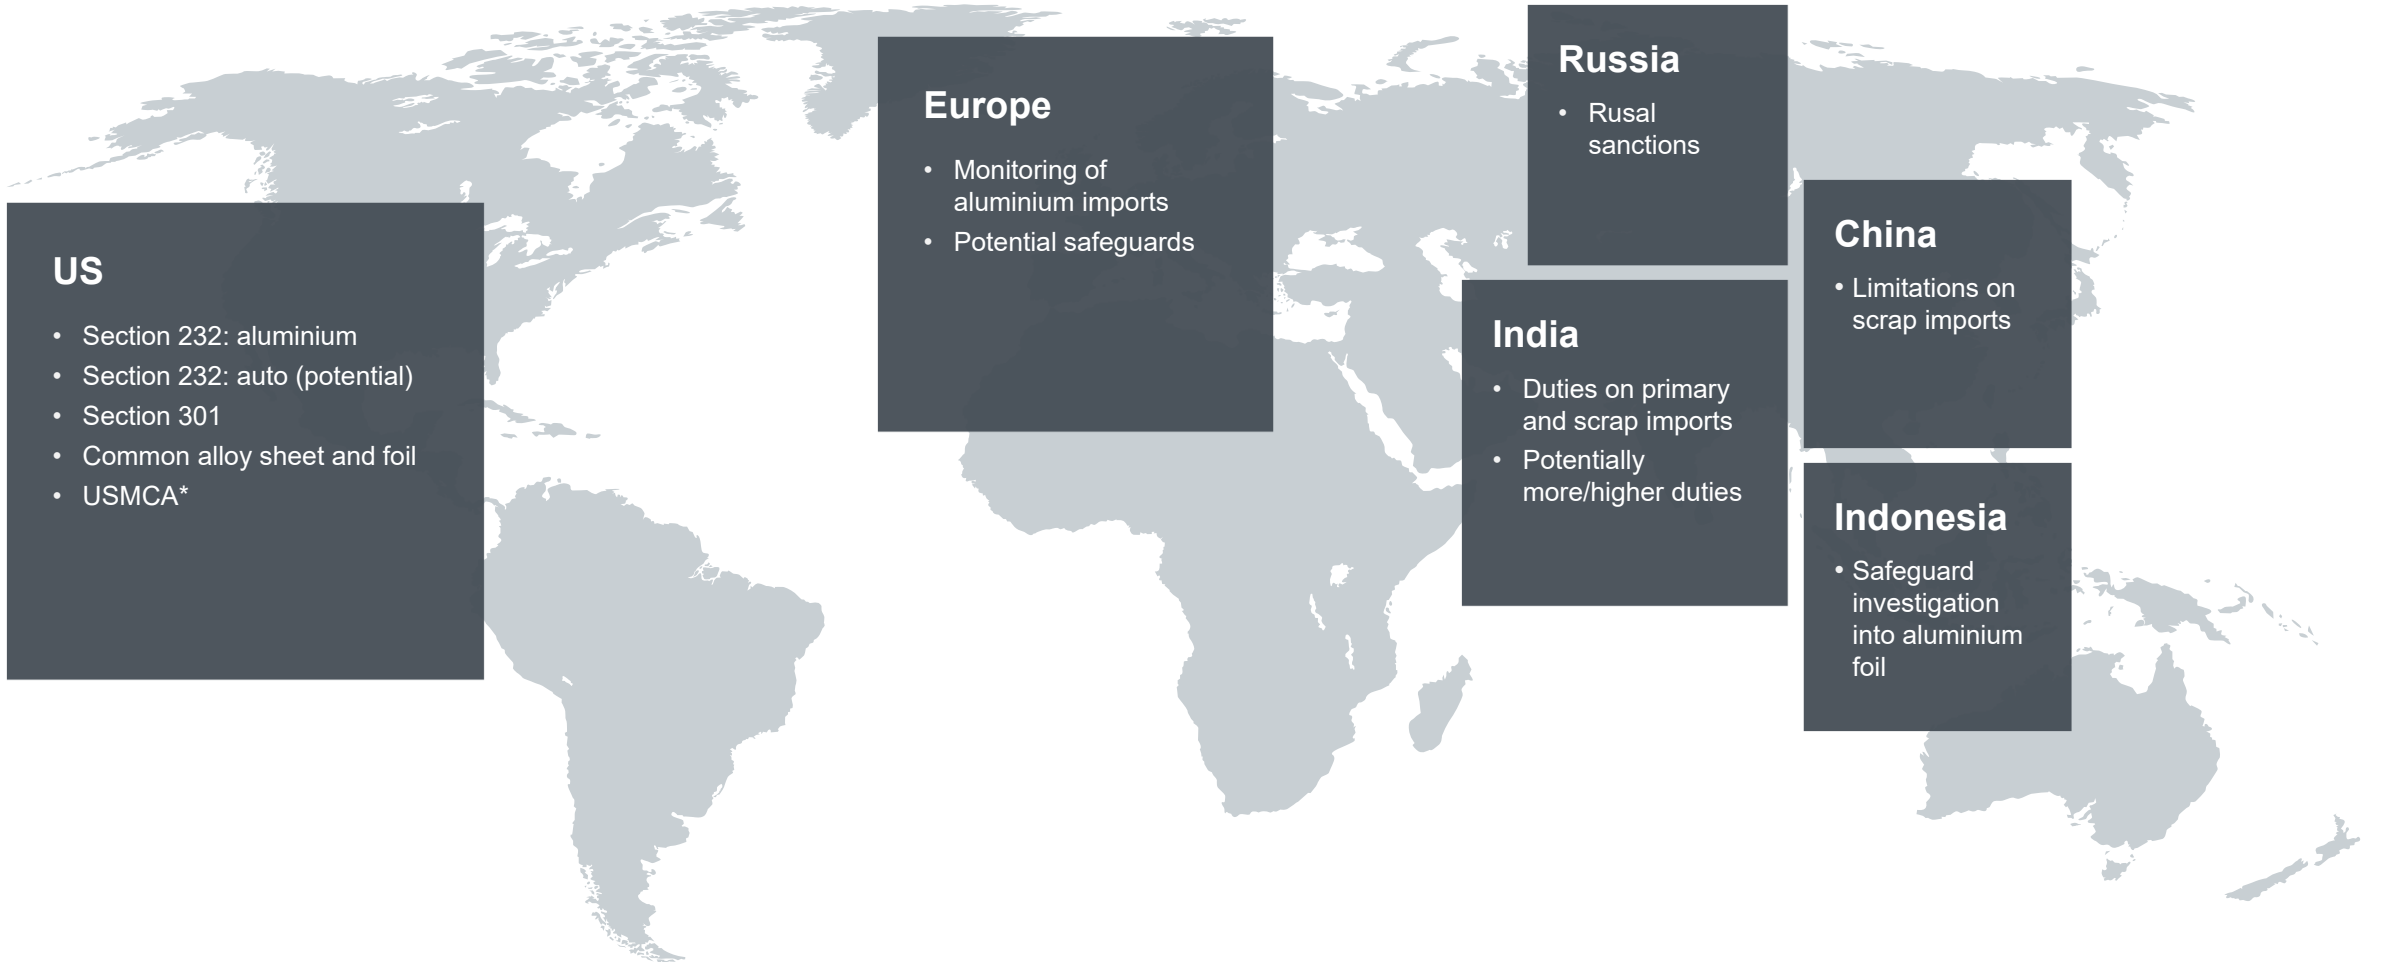 US
• Section 232: aluminium
• Section 232: auto (potential)
• Section 301
• Common alloy sheet and foil
• USMCA*
Europe
• Monitoring of
aluminium imports
• Potential safeguards
Russia
• Rusal
sanctions
India
• Duties on primary
and scrap imports
• Potentially
more/higher duties
China
• Limitations on
scrap imports
Indonesia
• Safeguard
investigation
into aluminium
foil